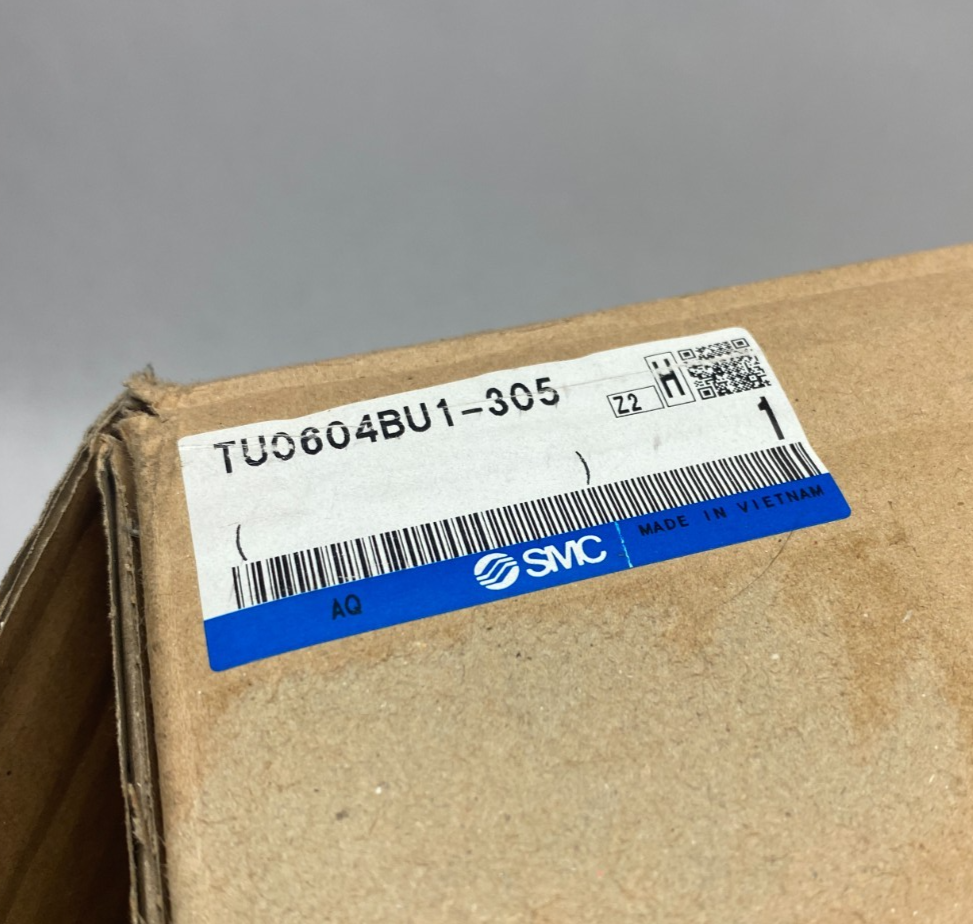 TU0604BU1-305
Z2
H
1
(
)
AQ
SMC
MADE IN VIETNAM